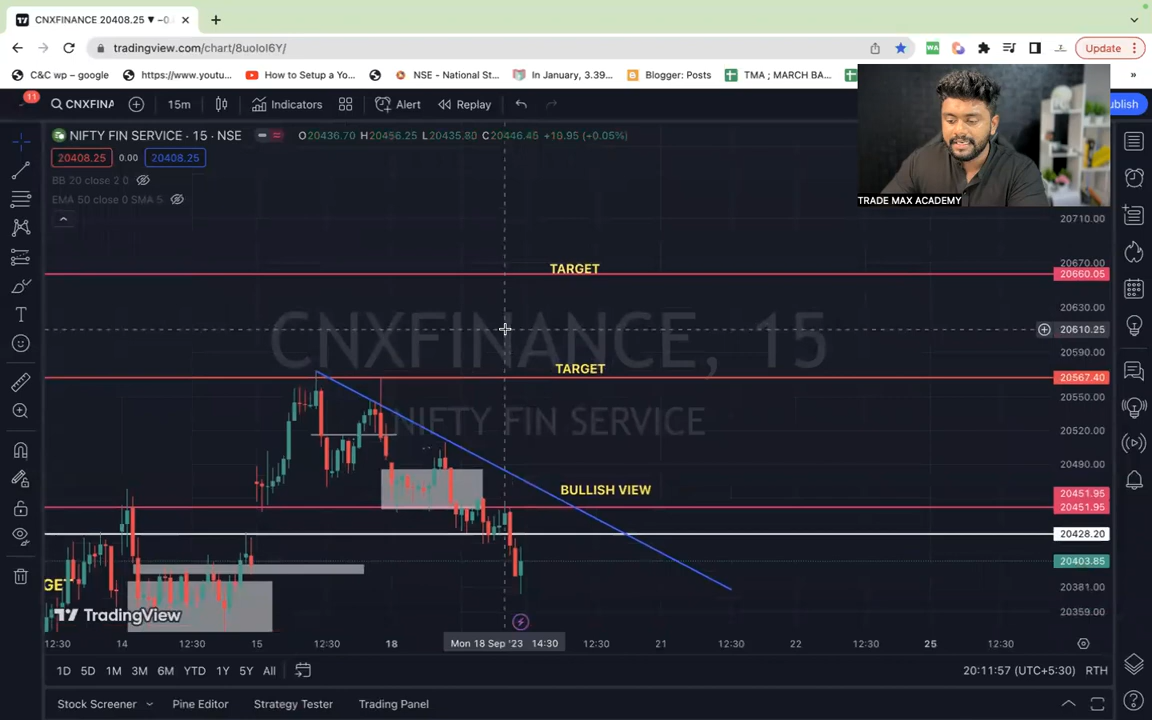 CNXFINANCE 20408.25 ▼ −0.
tradingview.com/chart/8uoIoI6Y/
Update
C&C wp – google
https://www.youtu...
How to Setup a Yo...
NSE - National St...
In January, 3.39...
Blogger: Posts
TMA ; MARCH BA...
»
11
CNXFINA
15m
Indicators
Alert
Replay
ublish
NIFTY FIN SERVICE · 15 · NSE
O20436.70 H20456.25 L20435.80 C20446.45 +10.95 (+0.05%)
20408.25
0.00
20408.25
BB 20 close 2 0
EMA 50 close 0 SMA 5
TRADE MAX ACADEMY
20710.00
TARGET
20670.00
20660.05
20630.00
CNXFINANCE, 15
20610.25
20590.00
TARGET
20567.40
20550.00
NIFTY FIN SERVICE
20520.00
20490.00
BULLISH VIEW
20451.95
20451.95
20428.20
20403.85
GET
20381.00
20359.00
TradingView
12:30
14
12:30
15
12:30
18
Mon 18 Sep '23 14:30
12:30
21
12:30
22
12:30
25
12:30
1D
5D
1M
3M
6M
YTD
1Y
5Y
All
20:11:57 (UTC+5:30)
RTH
Stock Screener
Pine Editor
Strategy Tester
Trading Panel